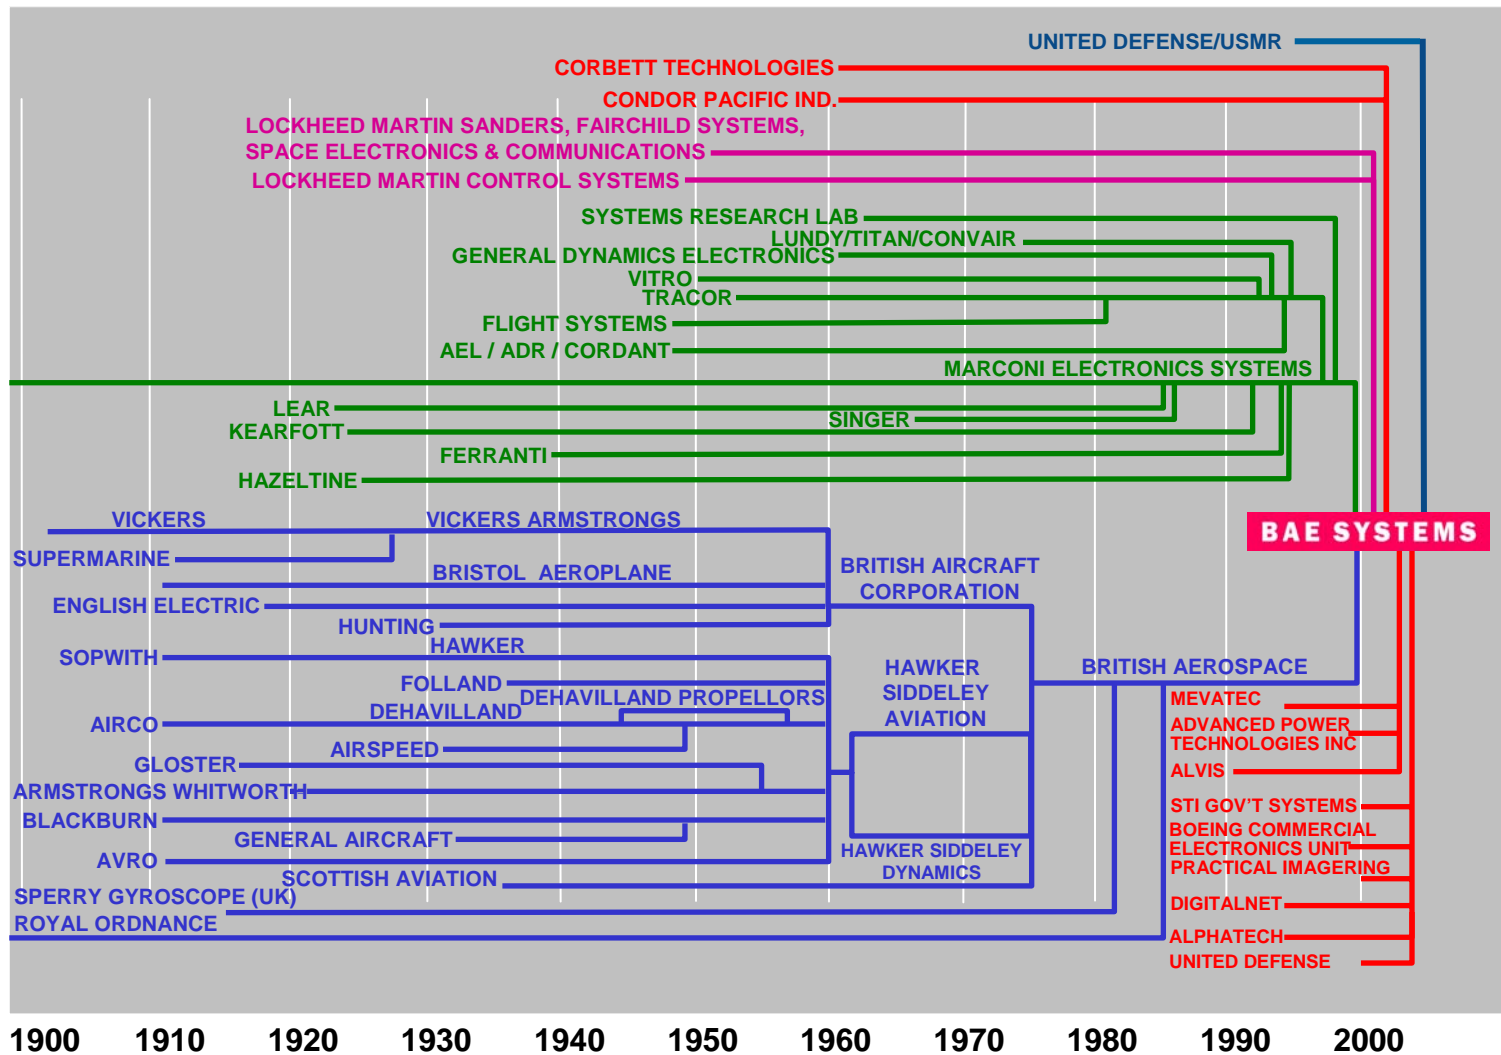 UNITED DEFENSE/USMR
CORBETT TECHNOLOGIES
CONDOR PACIFIC IND.
LOCKHEED MARTIN SANDERS, FAIRCHILD SYSTEMS,
SPACE ELECTRONICS & COMMUNICATIONS
LOCKHEED MARTIN CONTROL SYSTEMS
SYSTEMS RESEARCH LAB
LUNDY/TITAN/CONVAIR
GENERAL DYNAMICS ELECTRONICS
VITRO
TRACOR
FLIGHT SYSTEMS
AEL / ADR / CORDANT
MARCONI ELECTRONICS SYSTEMS
LEAR
SINGER
KEARFOTT
FERRANTI
HAZELTINE
VICKERS
VICKERS ARMSTRONGS
BAE SYSTEMS
SUPERMARINE
BRISTOL AEROPLANE
BRITISH AIRCRAFT
CORPORATION
ENGLISH ELECTRIC
HUNTING
HAWKER
SOPWITH
FOLLAND
HAWKER
SIDDELEY
AVIATION
BRITISH AEROSPACE
DEHAVILLAND PROPELLORS
DEHAVILLAND
AIRCO
AIRSPEED
GLOSTER
ARMSTRONGS WHITWORTH
BLACKBURN
GENERAL AIRCRAFT
AVRO
HAWKER SIDDELEY
DYNAMICS
SCOTTISH AVIATION
SPERRY GYROSCOPE (UK)
ROYAL ORDNANCE
MEVATEC
ADVANCED POWER
TECHNOLOGIES INC
ALVIS
STI GOV'T SYSTEMS
BOEING COMMERCIAL
ELECTRONICS UNIT
PRACTICAL IMAGERING
DIGITALNET
ALPHATECH
UNITED DEFENSE
1900 1910 1920 1930 1940 1950 1960 1970 1980 1990 2000